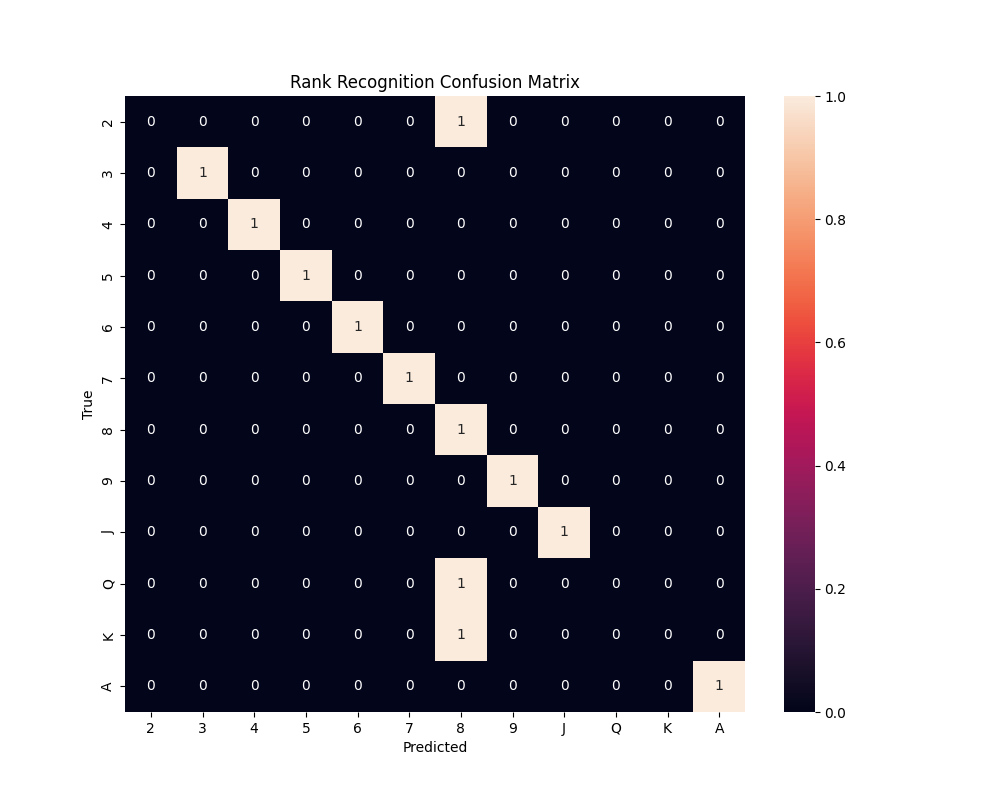 Rank Recognition Confusion Matrix
2 0 0 0 0 0 0 1 0 0 0 0 0
3 0 1 0 0 0 0 0 0 0 0 0 0
4 0 0 1 0 0 0 0 0 0 0 0 0
5 0 0 0 1 0 0 0 0 0 0 0 0
6 0 0 0 0 1 0 0 0 0 0 0 0
7 0 0 0 0 0 1 0 0 0 0 0 0
8 0 0 0 0 0 0 1 0 0 0 0 0
9 0 0 0 0 0 0 0 1 0 0 0 0
J 0 0 0 0 0 0 0 0 1 0 0 0
Q 0 0 0 0 0 0 1 0 0 0 0 0
K 0 0 0 0 0 0 1 0 0 0 0 0
A 0 0 0 0 0 0 0 0 0 0 0 1
2 3 4 5 6 7 8 9 J Q K A
Predicted
True
1.0
0.8
0.6
0.4
0.2
0.0